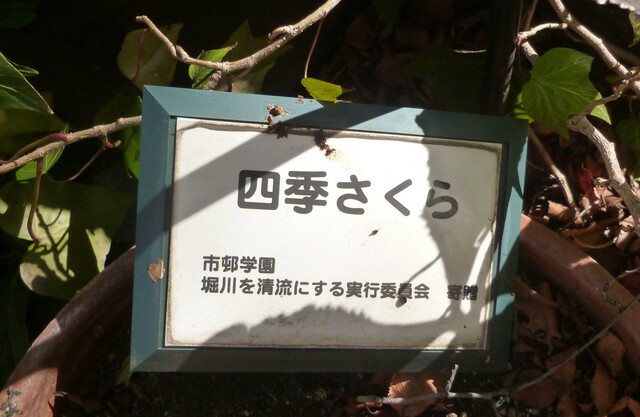 四季さくら
市邨学園
堀川を清流にする実行委員会　寄贈